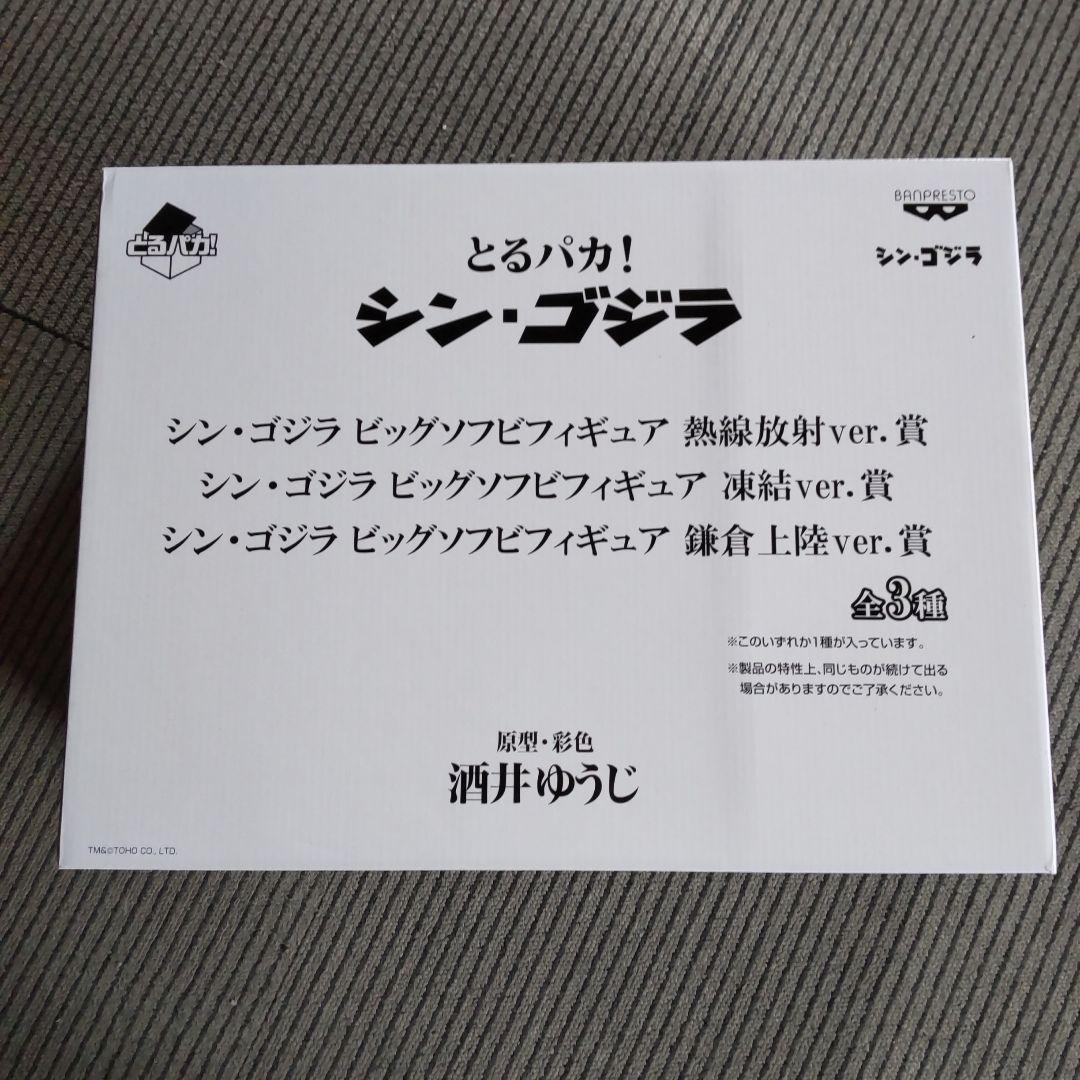 とるパカ!
BANPRESTO
シン・ゴジラ
とるパカ!
シン・ゴジラ
シン・ゴジラ ビッグソフビフィギュア 熱線放射ver.賞
シン・ゴジラ ビッグソフビフィギュア 凍結ver.賞
シン・ゴジラ ビッグソフビフィギュア 鎌倉上陸ver.賞
全3種
※このいずれか1種が入っています。
※製品の特性上、同じものが続けて出る
場合がありますのでご了承ください。
原型・彩色
酒井ゆうじ
TM&©TOHO CO., LTD.